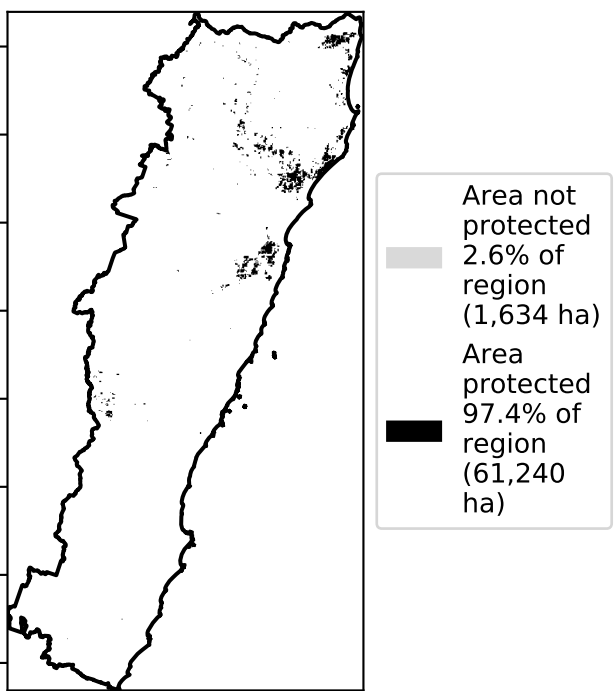 Area not
protected
2.6% of
region
(1,634 ha)
Area
protected
97.4% of
region
(61,240
ha)